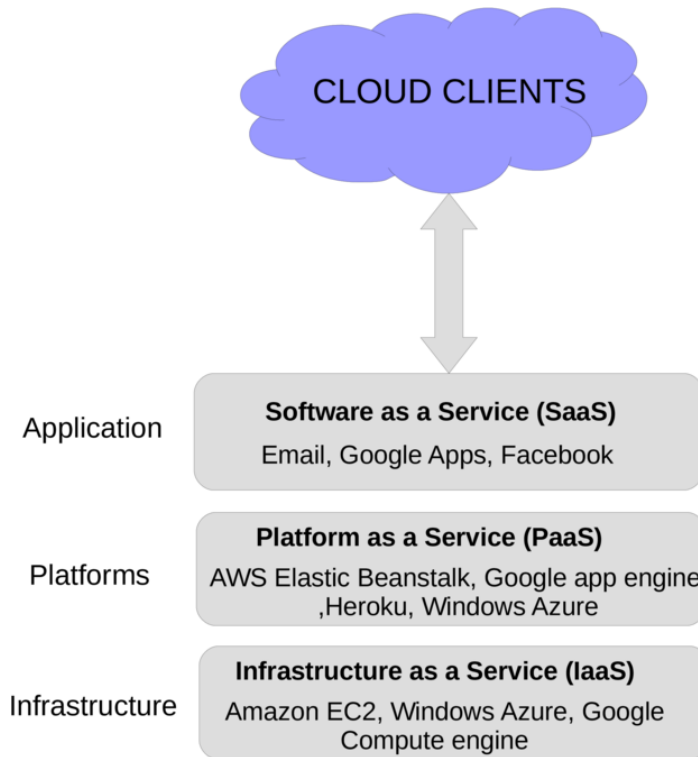 CLOUD CLIENTS
Application
Software as a Service (SaaS)
Email, Google Apps, Facebook
Platforms
Platform as a Service (PaaS)
AWS Elastic Beanstalk, Google app engine
,Heroku, Windows Azure
Infrastructure
Infrastructure as a Service (IaaS)
Amazon EC2, Windows Azure, Google
Compute engine